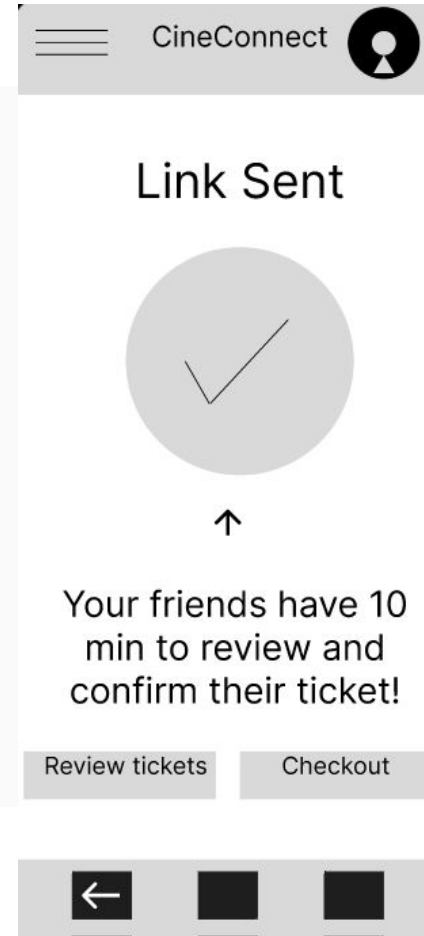 CineConnect
Link Sent
Your friends have 10
min to review and
confirm their ticket!
Review tickets
Checkout